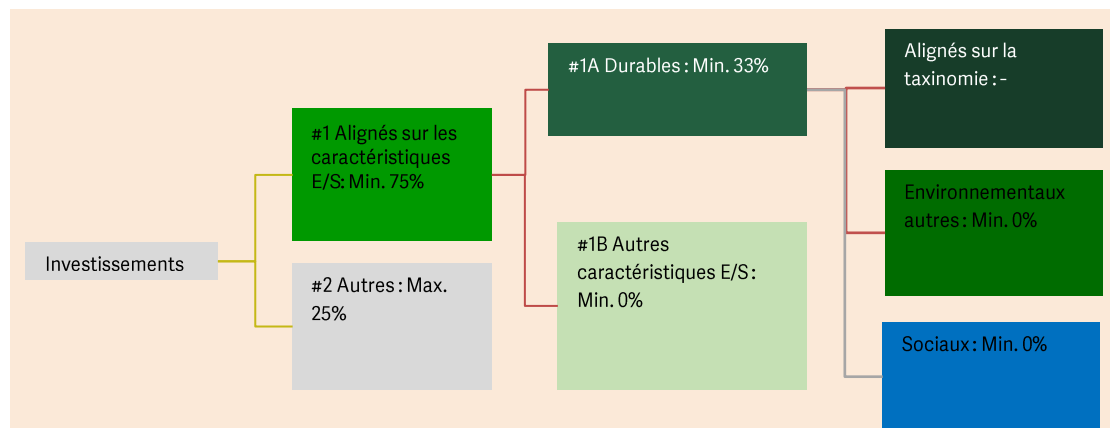 Investissements
#1 Alignés sur les
caractéristiques
E/S: Min. 75%
#2 Autres : Max.
25%
#1A Durables : Min. 33%
#1B Autres
caractéristiques E/S :
Min. 0%
Alignés sur la
taxinomie : -
Environnementaux
autres : Min. 0%
Sociaux : Min. 0%